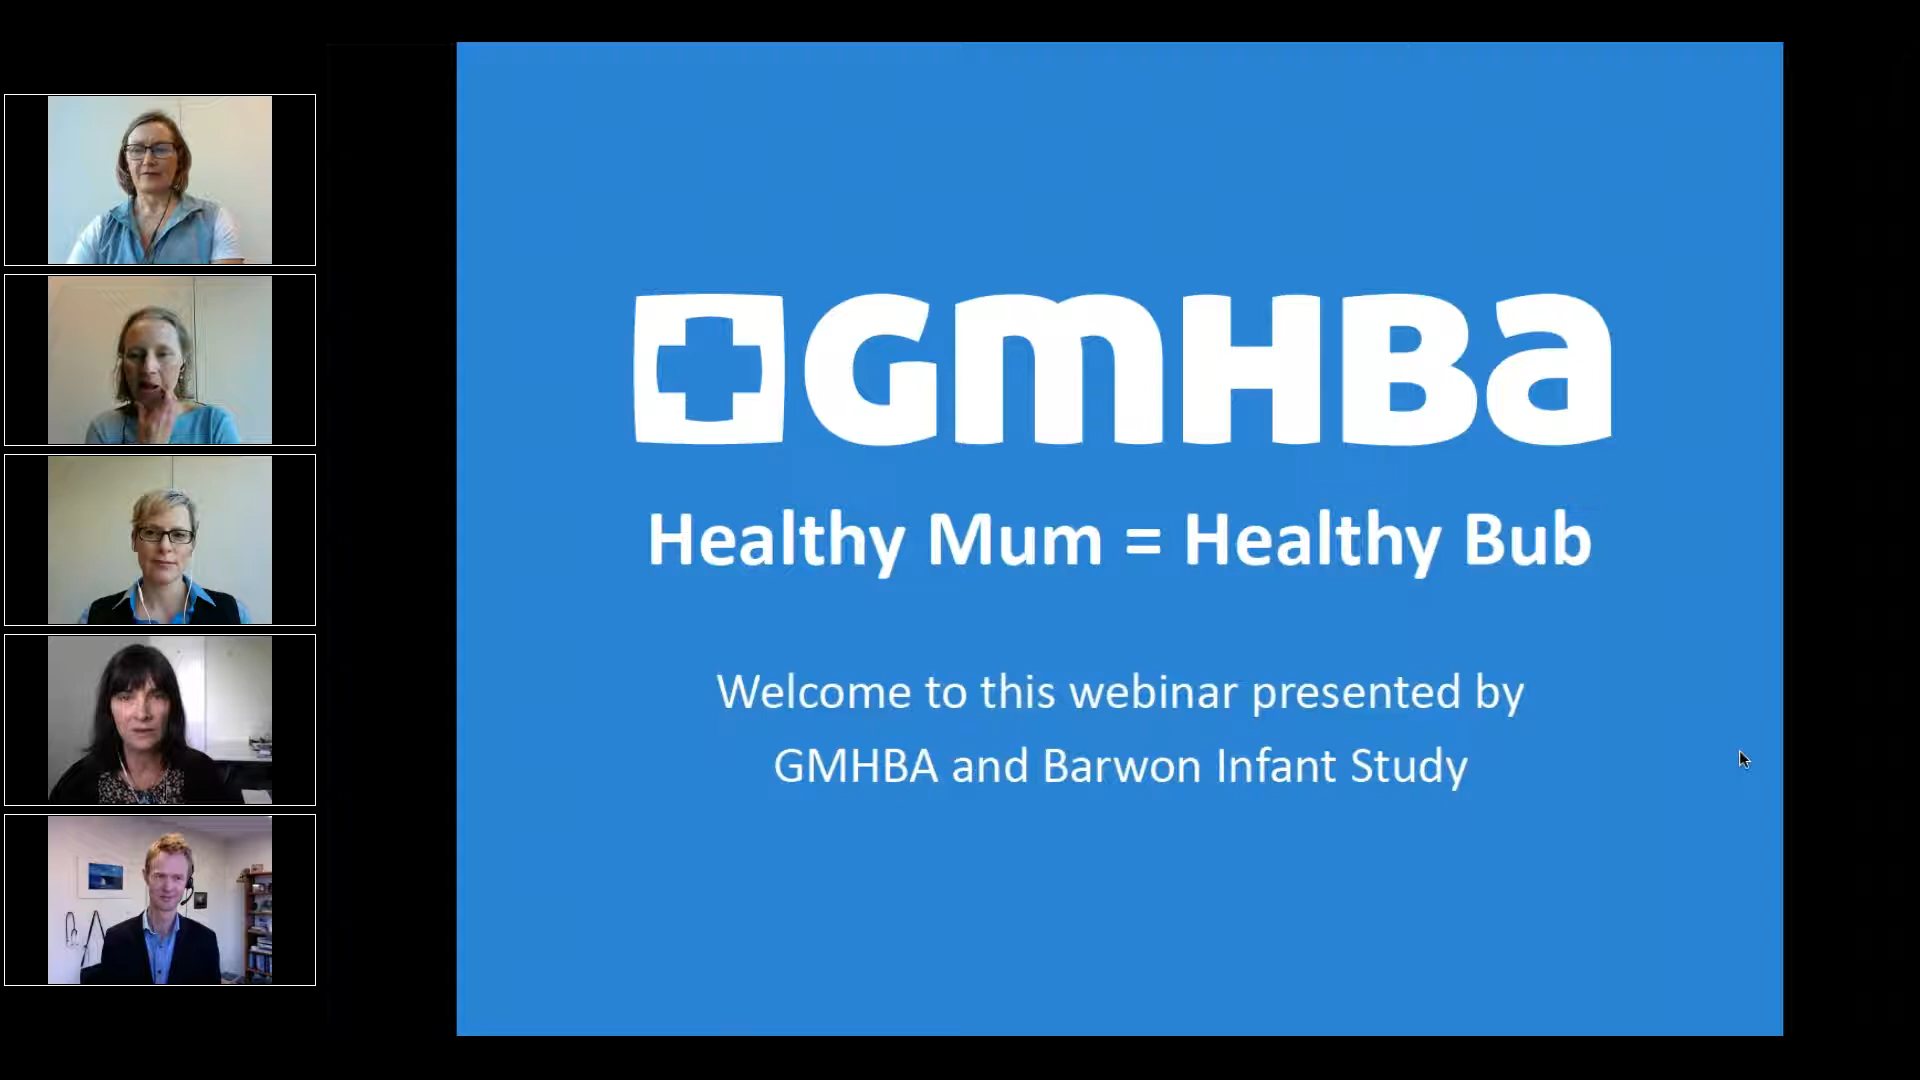 GMHBA
Healthy Mum = Healthy Bub
Welcome to this webinar presented by
GMHBA and Barwon Infant Study